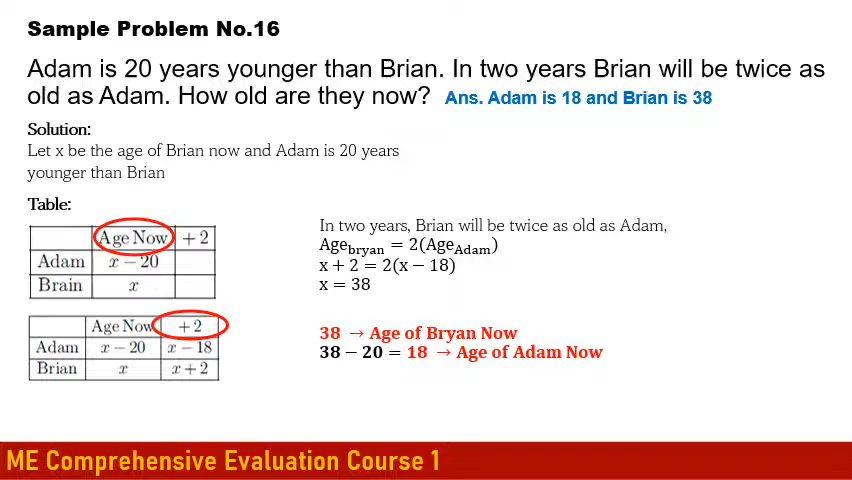 Sample Problem No.16
Adam is 20 years younger than Brian. In two years Brian will be twice as
old as Adam. How old are they now? Ans. Adam is 18 and Brian is 38
Solution:
Let x be the age of Brian now and Adam is 20 years
younger than Brian
Table:
Age Now +2
Adam x − 20
Brain x
Age Now +2
Adam x − 20 x − 18
Brian x x + 2
In two years, Brian will be twice as old as Adam,
Age_bryan = 2(Age_Adam)
x + 2 = 2(x − 18)
x = 38
38 → Age of Bryan Now
38 − 20 = 18 → Age of Adam Now
ME Comprehensive Evaluation Course 1